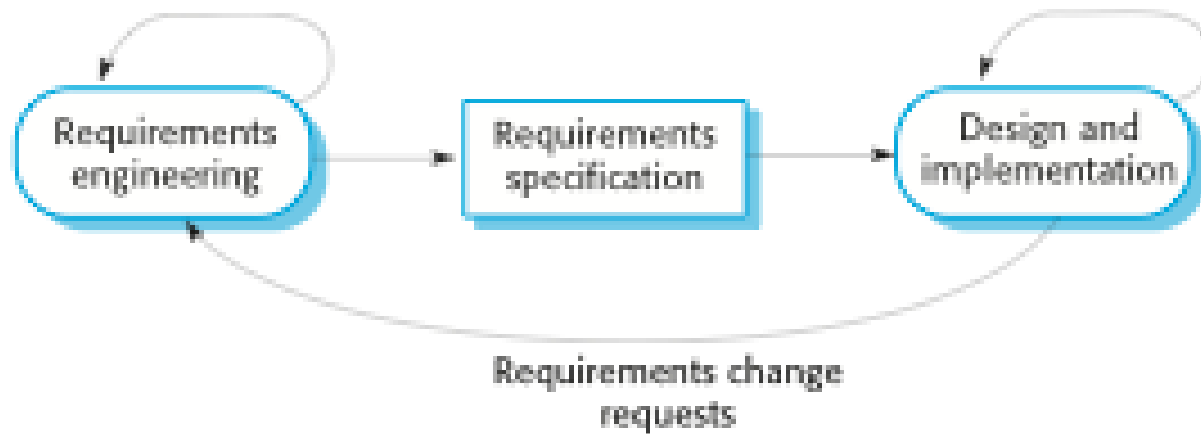 Requirements
engineering
Requirements
specification
Design and
implementation
Requirements change
requests